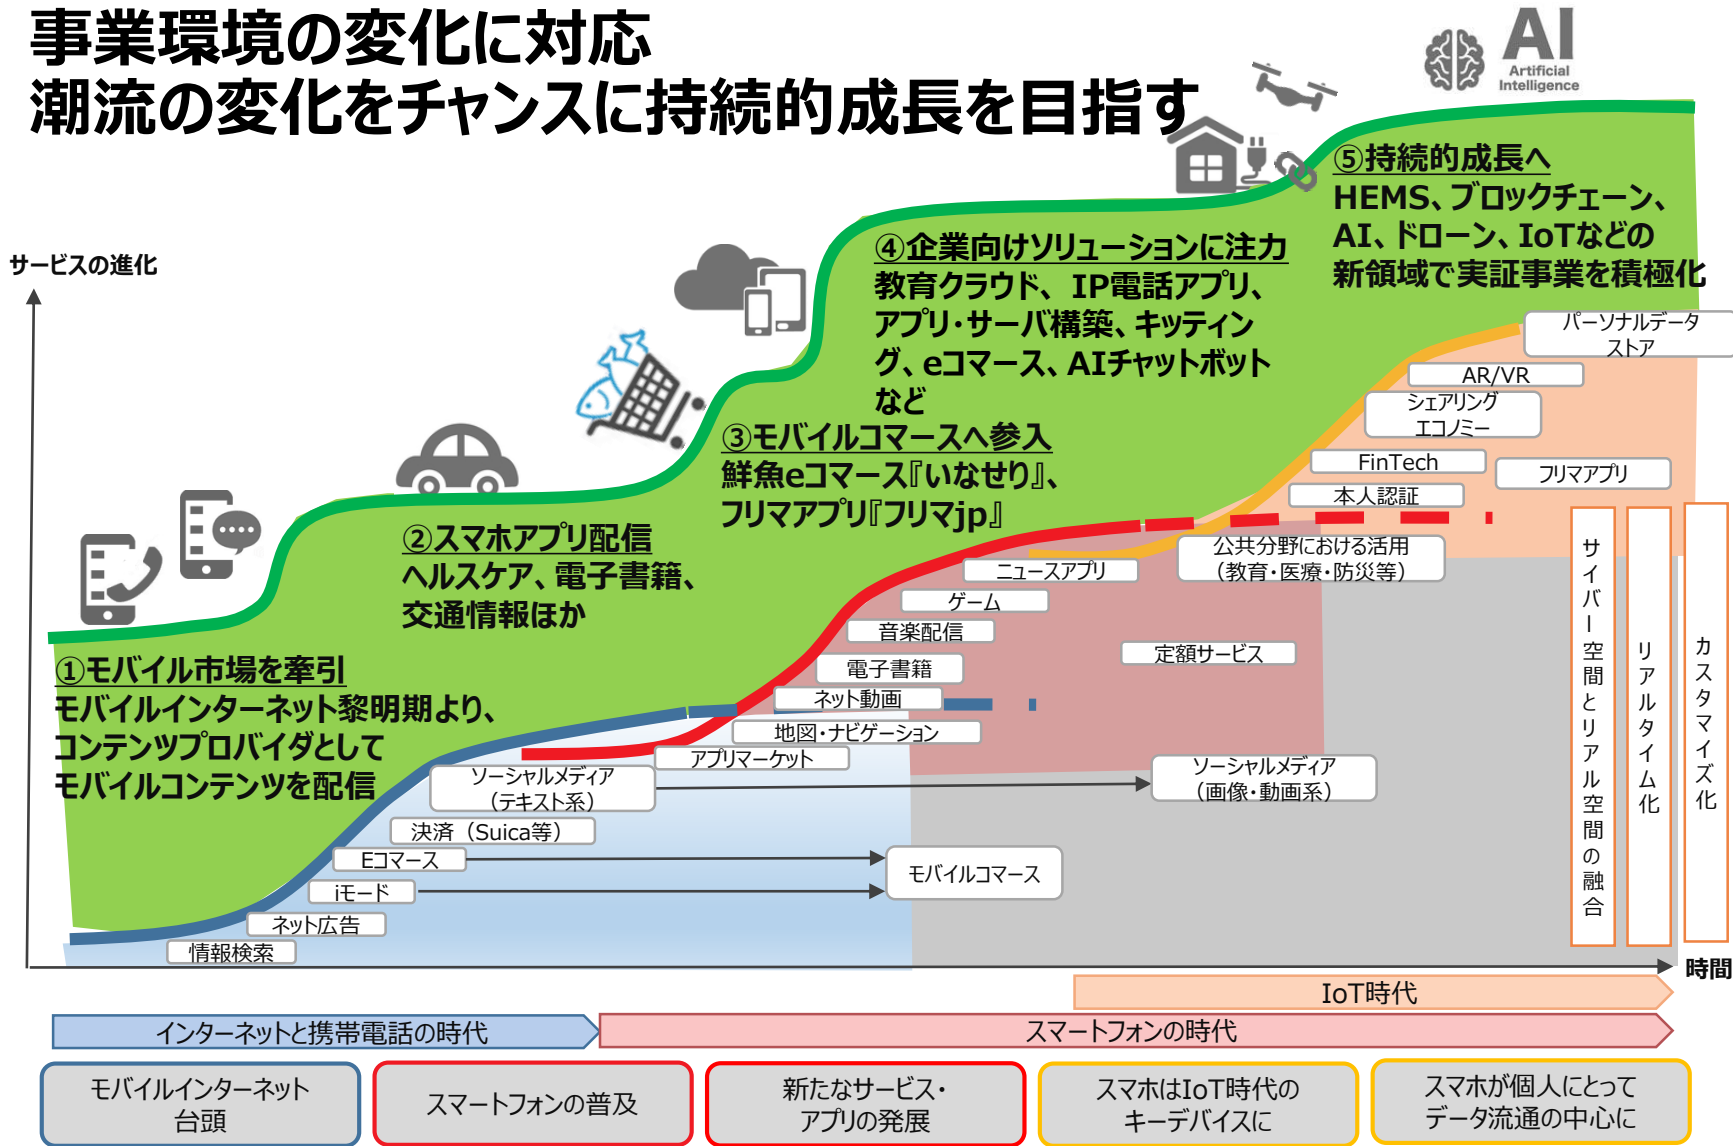 事業環境の変化に対応
潮流の変化をチャンスに持続的成長を目指す
AI
Artificial
Intelligence
⑤持続的成長へ
HEMS、ブロックチェーン、
AI、ドローン、IoTなどの
新領域で実証事業を積極化
④企業向けソリューションに注力
教育クラウド、IP電話アプリ、
アプリ・サーバ構築、キッティン
グ、eコマース、AIチャットボット
など
③モバイルコマースへ参入
鮮魚eコマース『いなせり』、
フリマアプリ『フリマjp』
②スマホアプリ配信
ヘルスケア、電子書籍、
交通情報ほか
①モバイル市場を牽引
モバイルインターネット黎明期より、
コンテンツプロバイダとして
モバイルコンテンツを配信
サービスの進化
パーソナルデータ
ストア
AR/VR
シェアリング
エコノミー
FinTech
フリマアプリ
本人認証
公共分野における活用
（教育・医療・防災等）
ニュースアプリ
ゲーム
音楽配信
定額サービス
電子書籍
ネット動画
地図・ナビゲーション
アプリマーケット
ソーシャルメディア
（テキスト系）
ソーシャルメディア
（画像・動画系）
決済（Suica等）
Eコマース
モバイルコマース
iモード
ネット広告
情報検索
サイバー空間とリアル空間の融合
リアルタイム化
カスタマイズ化
時間
IoT時代
インターネットと携帯電話の時代
スマートフォンの時代
モバイルインターネット
台頭
スマートフォンの普及
新たなサービス・
アプリの発展
スマホはIoT時代の
キーデバイスに
スマホが個人にとって
データ流通の中心に